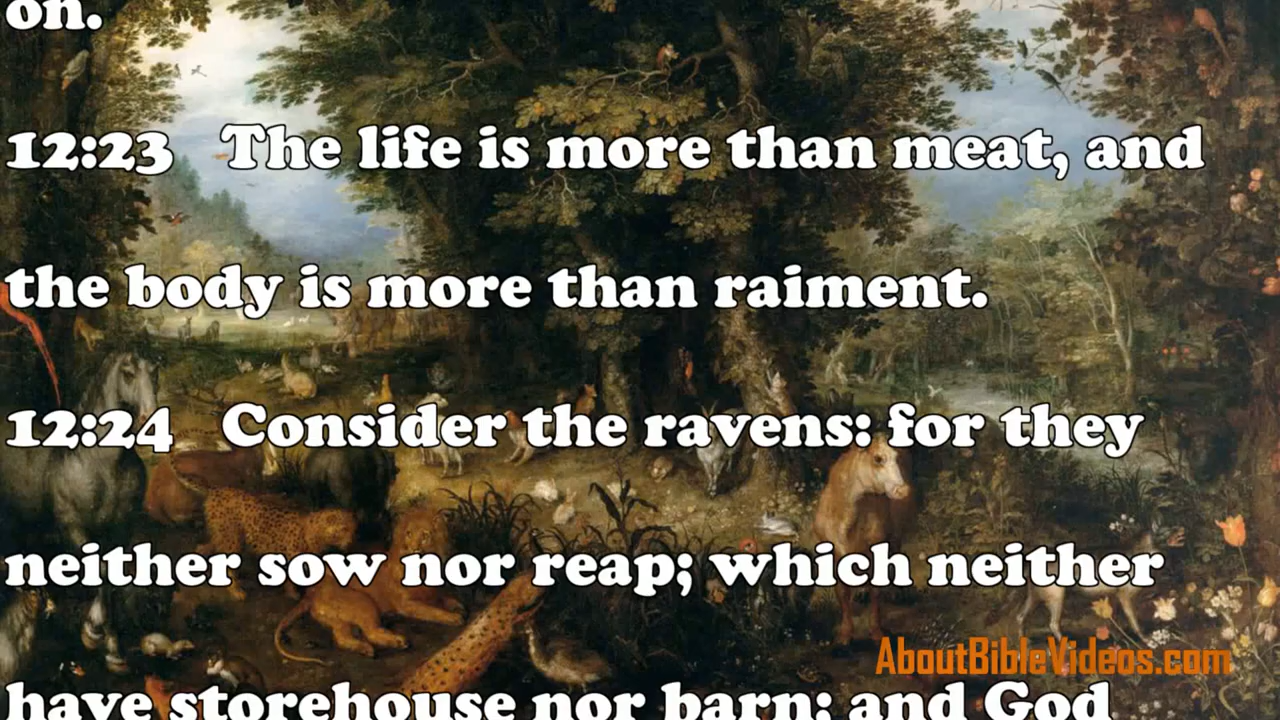 on.
12:23 The life is more than meat, and
the body is more than raiment.
12:24 Consider the ravens: for they
neither sow nor reap; which neither
have storehouse nor barn; and God
AboutBibleVideos.com